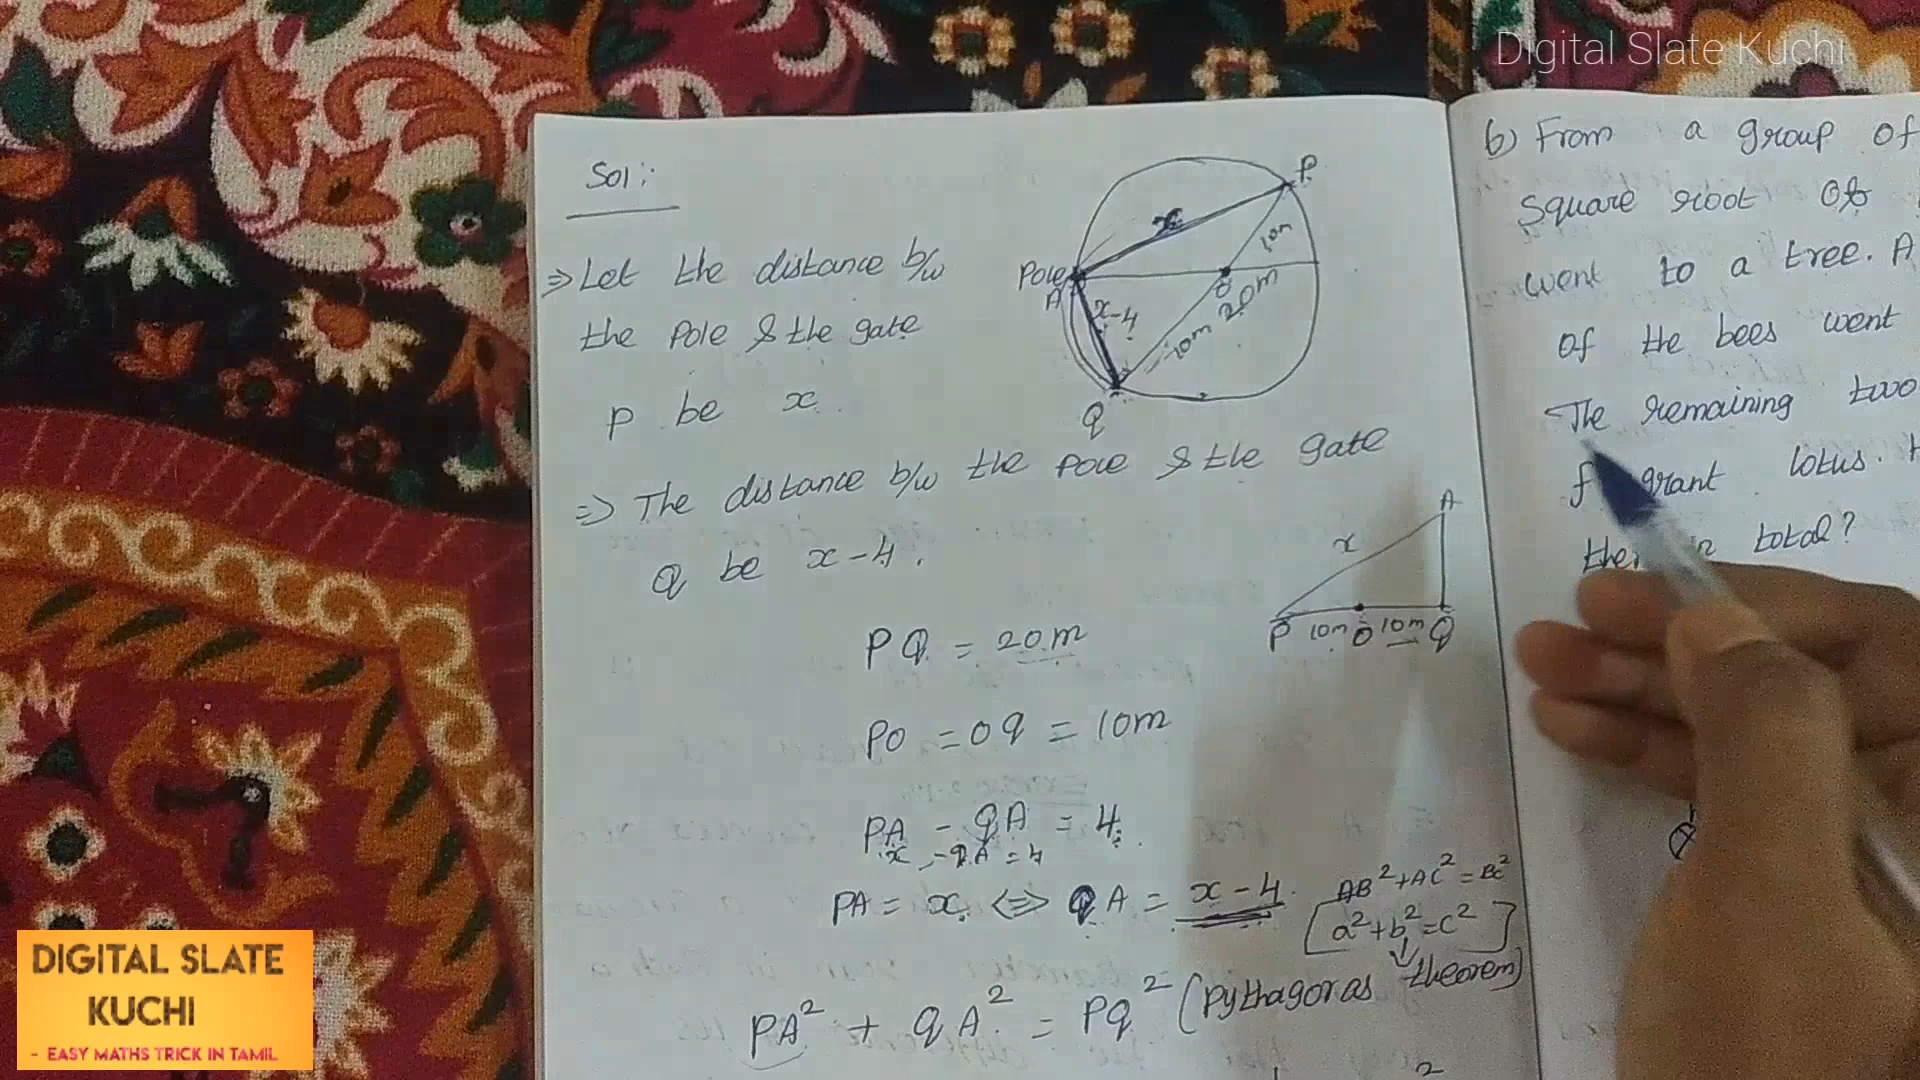 Digital Slate Kuchi
Sol:
⇒ Let the distance b/w
the Pole & the gate
P be x.
⇒ The distance b/w the Pole & the gate
Q be x-4.
PQ = 20m
PO = OQ = 10m
PA - QA = 4.
x - QA = 4
PA = x. <=> QA = x-4.
AB² + AC² = BC²
[a² + b² = c²]
PA² + QA² = PQ² (Pythagoras theorem)
P
x
10m
Pole
A
O
20m
x-4
10m
Q
A
x
P 10m O 10m Q
6) From a group of
Square root of
went to a tree. A
of the bees went
The remaining two
lotus.
total?
DIGITAL SLATE
KUCHI
- EASY MATHS TRICK IN TAMIL